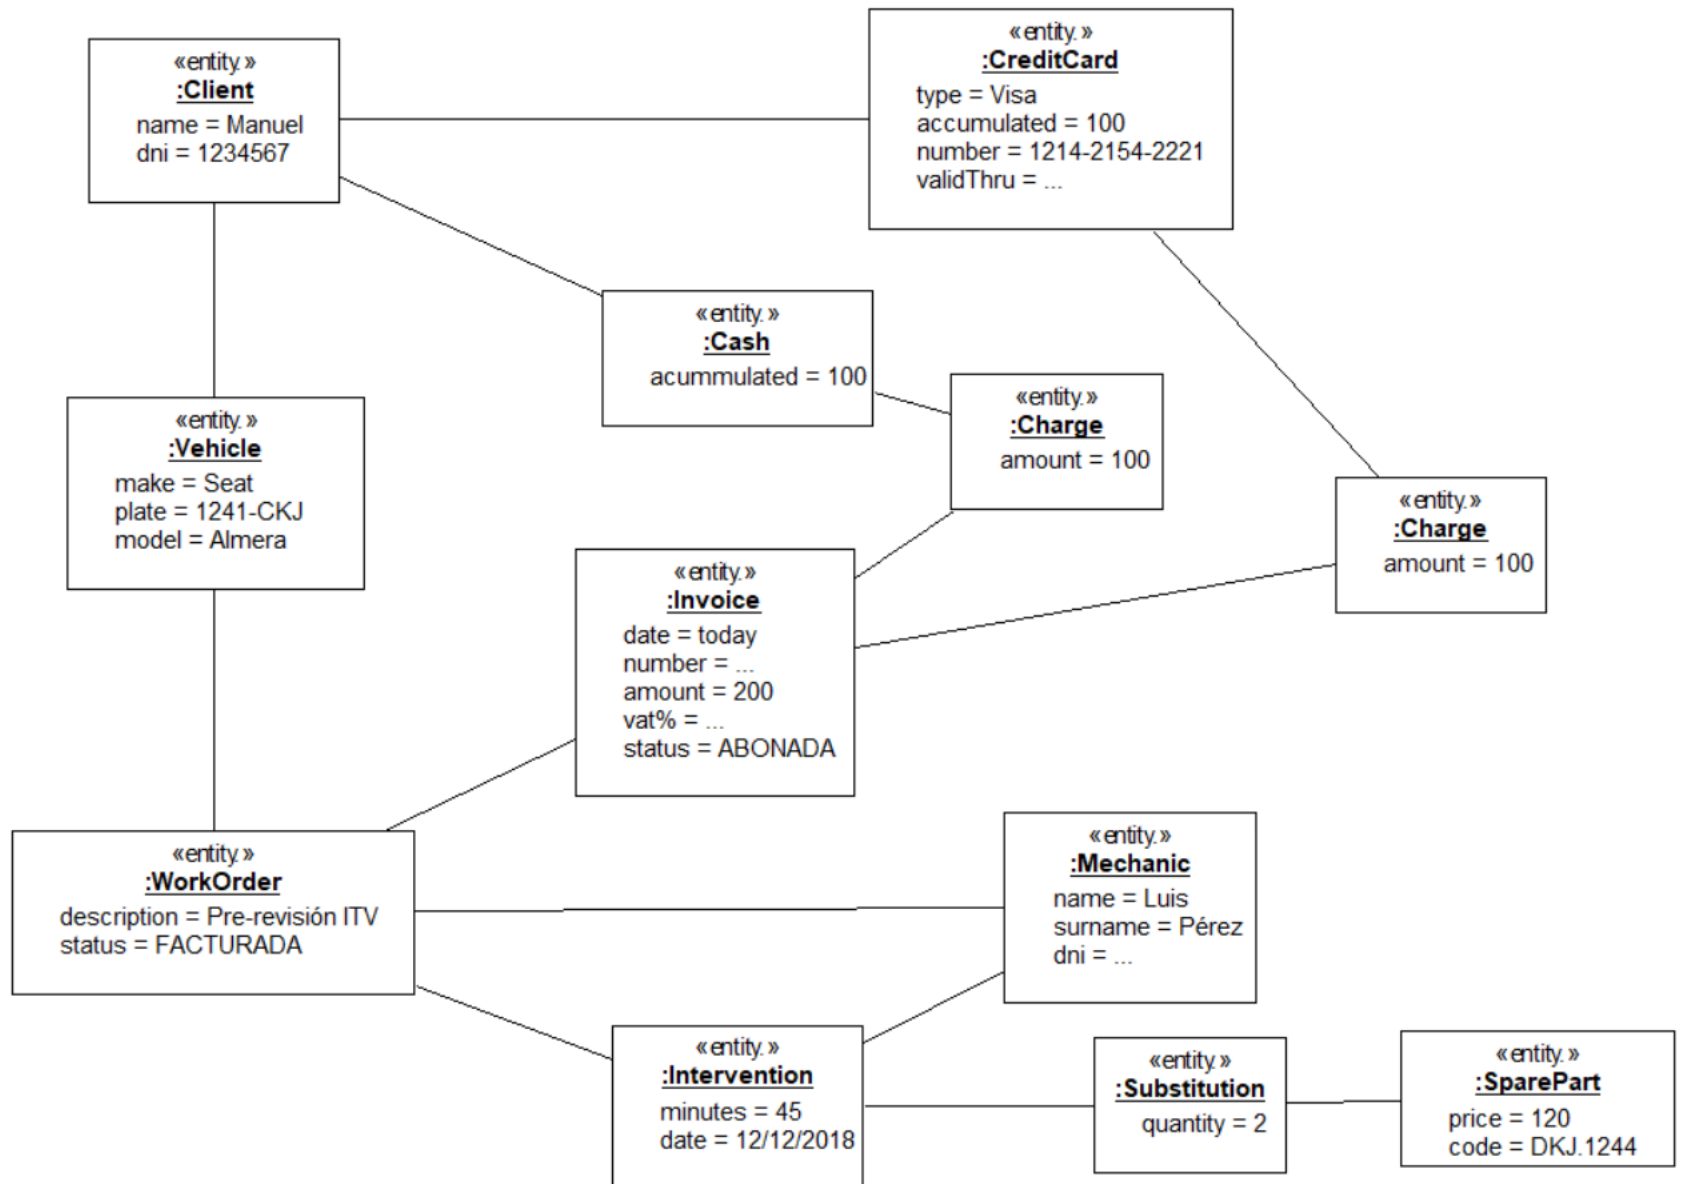 «entity.»
:Client
name = Manuel
dni = 1234567
«entity.»
:CreditCard
type = Visa
accumulated = 100
number = 1214-2154-2221
validThru = ...
«entity.»
:Cash
acummulated = 100
«entity.»
:Charge
amount = 100
«entity.»
:Vehicle
make = Seat
plate = 1241-CKJ
model = Almera
«entity.»
:Charge
amount = 100
«entity.»
:Invoice
date = today
number = ...
amount = 200
vat% = ...
status = ABONADA
«entity.»
:WorkOrder
description = Pre-revisión ITV
status = FACTURADA
«entity.»
:Mechanic
name = Luis
surname = Pérez
dni = ...
«entity.»
:Intervention
minutes = 45
date = 12/12/2018
«entity.»
:Substitution
quantity = 2
«entity.»
:SparePart
price = 120
code = DKJ.1244